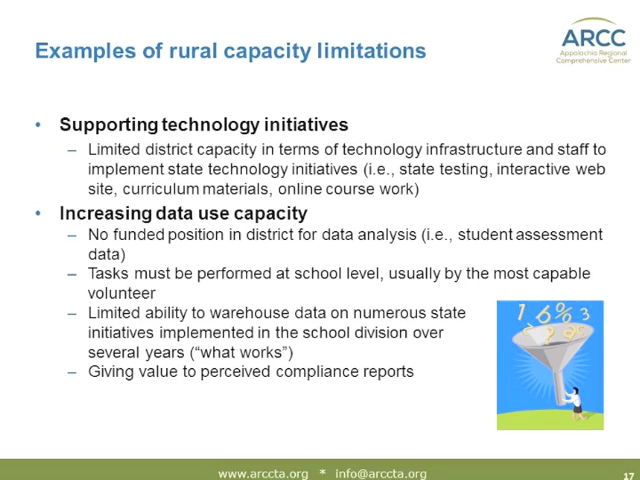 ARCC
Appalachia Regional
Comprehensive Center
Examples of rural capacity limitations
• Supporting technology initiatives
– Limited district capacity in terms of technology infrastructure and staff to
implement state technology initiatives (i.e., state testing, interactive web
site, curriculum materials, online course work)
• Increasing data use capacity
– No funded position in district for data analysis (i.e., student assessment
data)
– Tasks must be performed at school level, usually by the most capable
volunteer
– Limited ability to warehouse data on numerous state
initiatives implemented in the school division over
several years (“what works”)
– Giving value to perceived compliance reports
1 6% 3
www.arccta.org * info@arccta.org
17